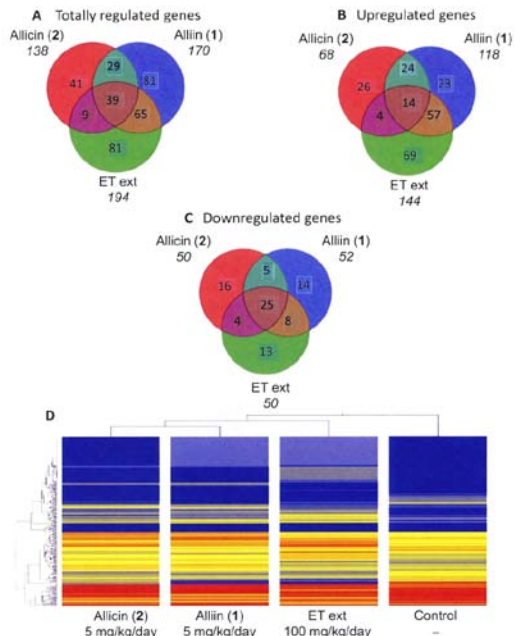 A Totally regulated genes
Allicin (2)
138
Alliin (1)
170
29
41
81
39
9
65
81
ET ext
194
B Upregulated genes
Allicin (2)
68
Alliin (1)
118
24
26
23
14
4
57
69
ET ext
144
C Downregulated genes
Allicin (2)
50
Alliin (1)
52
5
16
14
25
4
8
13
ET ext
50
D
Allicin (2)
5 mg/kg/day
Alliin (1)
5 mg/kg/day
ET ext
100 mg/kg/day
Control
–